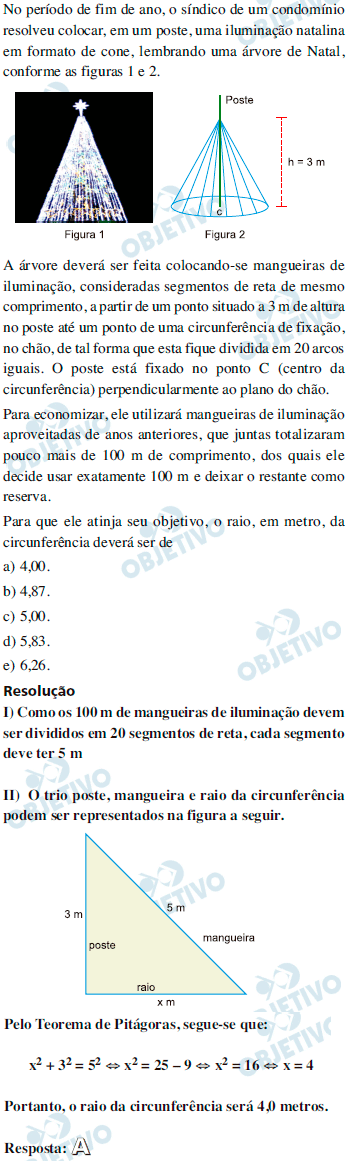 No período de fim de ano, o síndico de um condomínio
resolveu colocar, em um poste, uma iluminação natalina
em formato de cone, lembrando uma árvore de Natal,
conforme as figuras 1 e 2.
Poste
h = 3 m
c
Figura 1
Figura 2
A árvore deverá ser feita colocando-se mangueiras de
iluminação, consideradas segmentos de reta de mesmo
comprimento, a partir de um ponto situado a 3 m de altura
no poste até um ponto de uma circunferência de fixação,
no chão, de tal forma que esta fique dividida em 20 arcos
iguais. O poste está fixado no ponto C (centro da
circunferência) perpendicularmente ao plano do chão.
Para economizar, ele utilizará mangueiras de iluminação
aproveitadas de anos anteriores, que juntas totalizaram
pouco mais de 100 m de comprimento, dos quais ele
decide usar exatamente 100 m e deixar o restante como
reserva.
Para que ele atinja seu objetivo, o raio, em metro, da
circunferência deverá ser de
a) 4,00.
b) 4,87.
c) 5,00.
d) 5,83.
e) 6,26.
Resolução
I) Como os 100 m de mangueiras de iluminação devem
ser divididos em 20 segmentos de reta, cada segmento
deve ter 5 m
II) O trio poste, mangueira e raio da circunferência
podem ser representados na figura a seguir.
3 m
5 m
mangueira
poste
raio
x m
Pelo Teorema de Pitágoras, segue-se que:
x² + 3² = 5² ⇔ x² = 25 – 9 ⇔ x² = 16 ⇔ x = 4
Portanto, o raio da circunferência será 4,0 metros.
Resposta: A
OBJETIVO
OBJETIVO
OBJETIVO
OBJETIVO
OBJETIVO
OBJETIVO
OBJETIVO
OBJETIVO
OBJETIVO